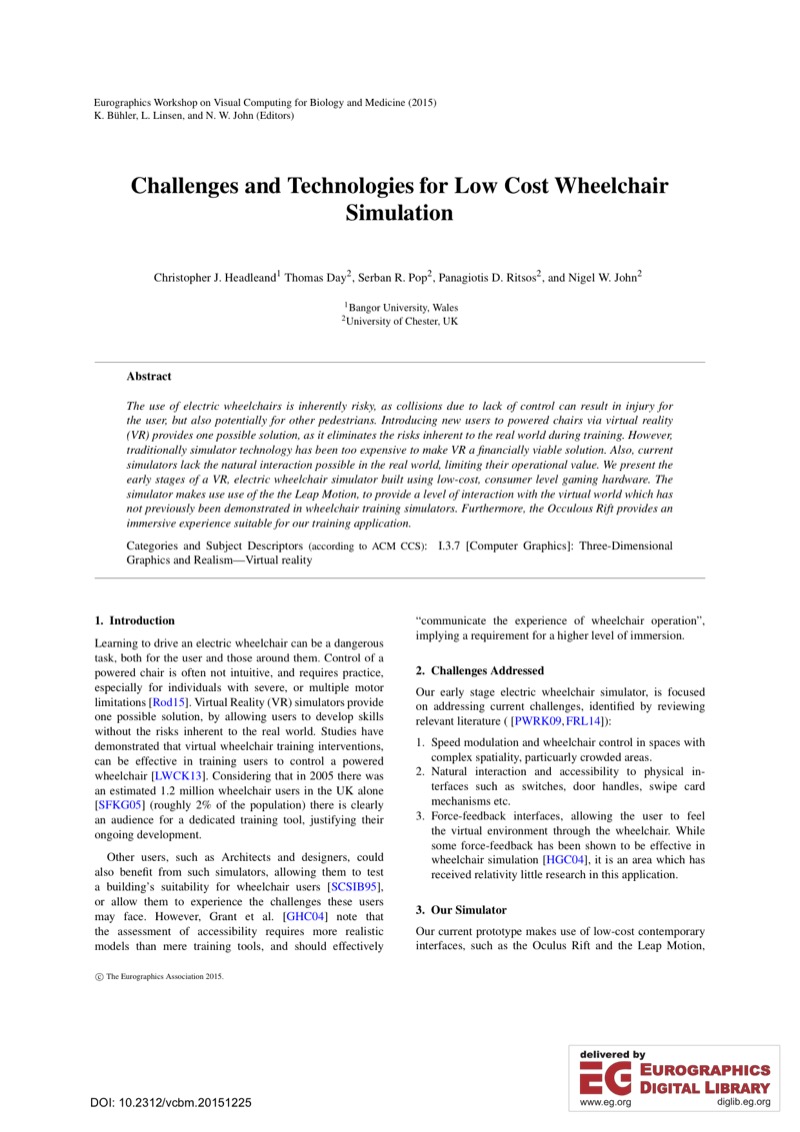 Eurographics Workshop on Visual Computing for Biology and Medicine (2015)
K. Bühler, L. Linsen, and N. W. John (Editors)
Challenges and Technologies for Low Cost Wheelchair
Simulation
Christopher J. Headleand1 Thomas Day2, Serban R. Pop2, Panagiotis D. Ritsos2, and Nigel W. John2
1Bangor University, Wales
2University of Chester, UK
Abstract
The use of electric wheelchairs is inherently risky, as collisions due to lack of control can result in injury for
the user, but also potentially for other pedestrians. Introducing new users to powered chairs via virtual reality
(VR) provides one possible solution, as it eliminates the risks inherent to the real world during training. However,
traditionally simulator technology has been too expensive to make VR a financially viable solution. Also, current
simulators lack the natural interaction possible in the real world, limiting their operational value. We present the
early stages of a VR, electric wheelchair simulator built using low-cost, consumer level gaming hardware. The
simulator makes use use of the the Leap Motion, to provide a level of interaction with the virtual world which has
not previously been demonstrated in wheelchair training simulators. Furthermore, the Occulous Rift provides an
immersive experience suitable for our training application.
Categories and Subject Descriptors (according to ACM CCS): I.3.7 [Computer Graphics]: Three-Dimensional
Graphics and Realism—Virtual reality
1. Introduction
Learning to drive an electric wheelchair can be a dangerous
task, both for the user and those around them. Control of a
powered chair is often not intuitive, and requires practice,
especially for individuals with severe, or multiple motor
limitations [Rod15]. Virtual Reality (VR) simulators provide
one possible solution, by allowing users to develop skills
without the risks inherent to the real world. Studies have
demonstrated that virtual wheelchair training interventions,
can be effective in training users to control a powered
wheelchair [LWCK13]. Considering that in 2005 there was
an estimated 1.2 million wheelchair users in the UK alone
[SFKG05] (roughly 2% of the population) there is clearly
an audience for a dedicated training tool, justifying their
ongoing development.
Other users, such as Architects and designers, could
also benefit from such simulators, allowing them to test
a building's suitability for wheelchair users [SCSIB95],
or allow them to experience the challenges these users
may face. However, Grant et al. [GHC04] note that
the assessment of accessibility requires more realistic
models than mere training tools, and should effectively
"communicate the experience of wheelchair operation",
implying a requirement for a higher level of immersion.
2. Challenges Addressed
Our early stage electric wheelchair simulator, is focused
on addressing current challenges, identified by reviewing
relevant literature ( [PWRK09, FRL14]):
1. Speed modulation and wheelchair control in spaces with
complex spatiality, particuarly crowded areas.
2. Natural interaction and accessibility to physical in-
terfaces such as switches, door handles, swipe card
mechanisms etc.
3. Force-feedback interfaces, allowing the user to feel
the virtual environment through the wheelchair. While
some force-feedback has been shown to be effective in
wheelchair simulation [HGC04], it is an area which has
received relativity little research in this application.
3. Our Simulator
Our current prototype makes use of low-cost contemporary
interfaces, such as the Oculus Rift and the Leap Motion,
© The Eurographics Association 2015.
DOI: 10.2312/vcbm.20151225
delivered by
EG EUROGRAPHICS
DIGITAL LIBRARY
www.eg.org diglib.eg.org